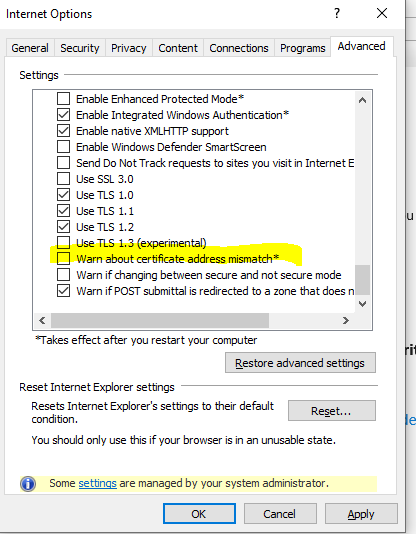 Internet Options
?
General
Security
Privacy
Content
Connections
Programs
Advanced
Settings
Enable Enhanced Protected Mode*
Enable Integrated Windows Authentication*
Enable native XMLHTTP support
Enable Windows Defender SmartScreen
Send Do Not Track requests to sites you visit in Internet E
Use SSL 3.0
Use TLS 1.0
Use TLS 1.1
Use TLS 1.2
Use TLS 1.3 (experimental)
Warn about certificate address mismatch*
Warn if changing between secure and not secure mode
Warn if POST submittal is redirected to a zone that does n
*Takes effect after you restart your computer
Restore advanced settings
Reset Internet Explorer settings
Resets Internet Explorer's settings to their default
condition.
Reset...
You should only use this if your browser is in an unusable state.
Some settings are managed by your system administrator.
OK
Cancel
Apply